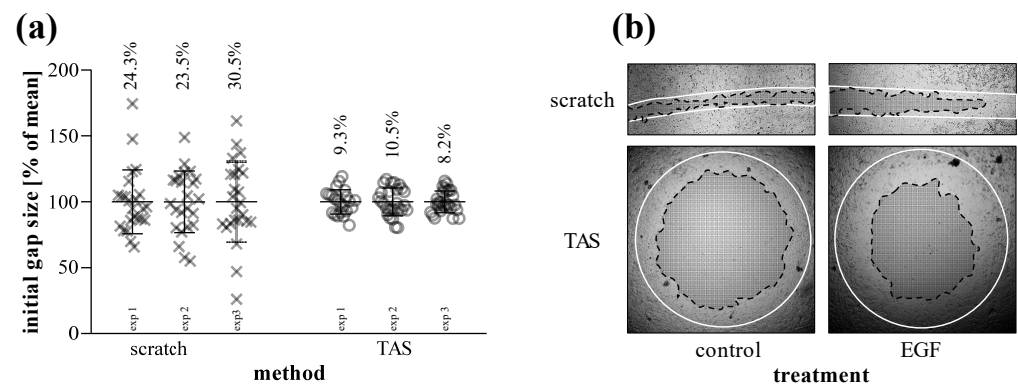 (a)
initial gap size [% of mean]
200
150
100
50
0
24.3%
23.5%
30.5%
9.3%
10.5%
8.2%
exp 1
exp 2
exp3
exp 1
exp 2
exp 3
scratch
TAS
method
(b)
scratch
TAS
control
EGF
treatment